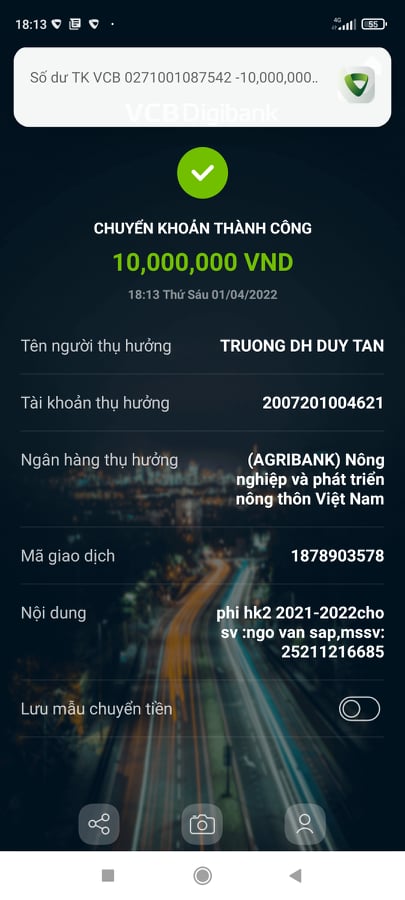 18:13
4G
55
Số dư TK VCB 0271001087542 -10,000,000..
VCB Digibank
CHUYỂN KHOẢN THÀNH CÔNG
10,000,000 VND
18:13 Thứ Sáu 01/04/2022
Tên người thụ hưởng
TRUONG DH DUY TAN
Tài khoản thụ hưởng
2007201004621
Ngân hàng thụ hưởng
(AGRIBANK) Nông
nghiệp và phát triển
nông thôn Việt Nam
Mã giao dịch
1878903578
Nội dung
phi hk2 2021-2022cho
sv :ngo van sap,mssv:
25211216685
Lưu mẫu chuyển tiền